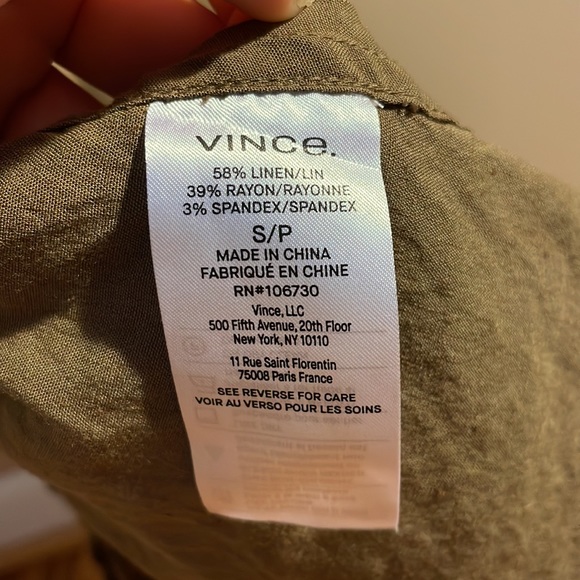 VINCe.
58% LINEN/LIN
39% RAYON/RAYONNE
3% SPANDEX/SPANDEX
S/P
MADE IN CHINA
FABRIQUÉ EN CHINE
RN#106730
Vince, LLC
500 Fifth Avenue, 20th Floor
New York, NY 10110
11 Rue Saint Florentin
75008 Paris France
SEE REVERSE FOR CARE
VOIR AU VERSO POUR LES SOINS